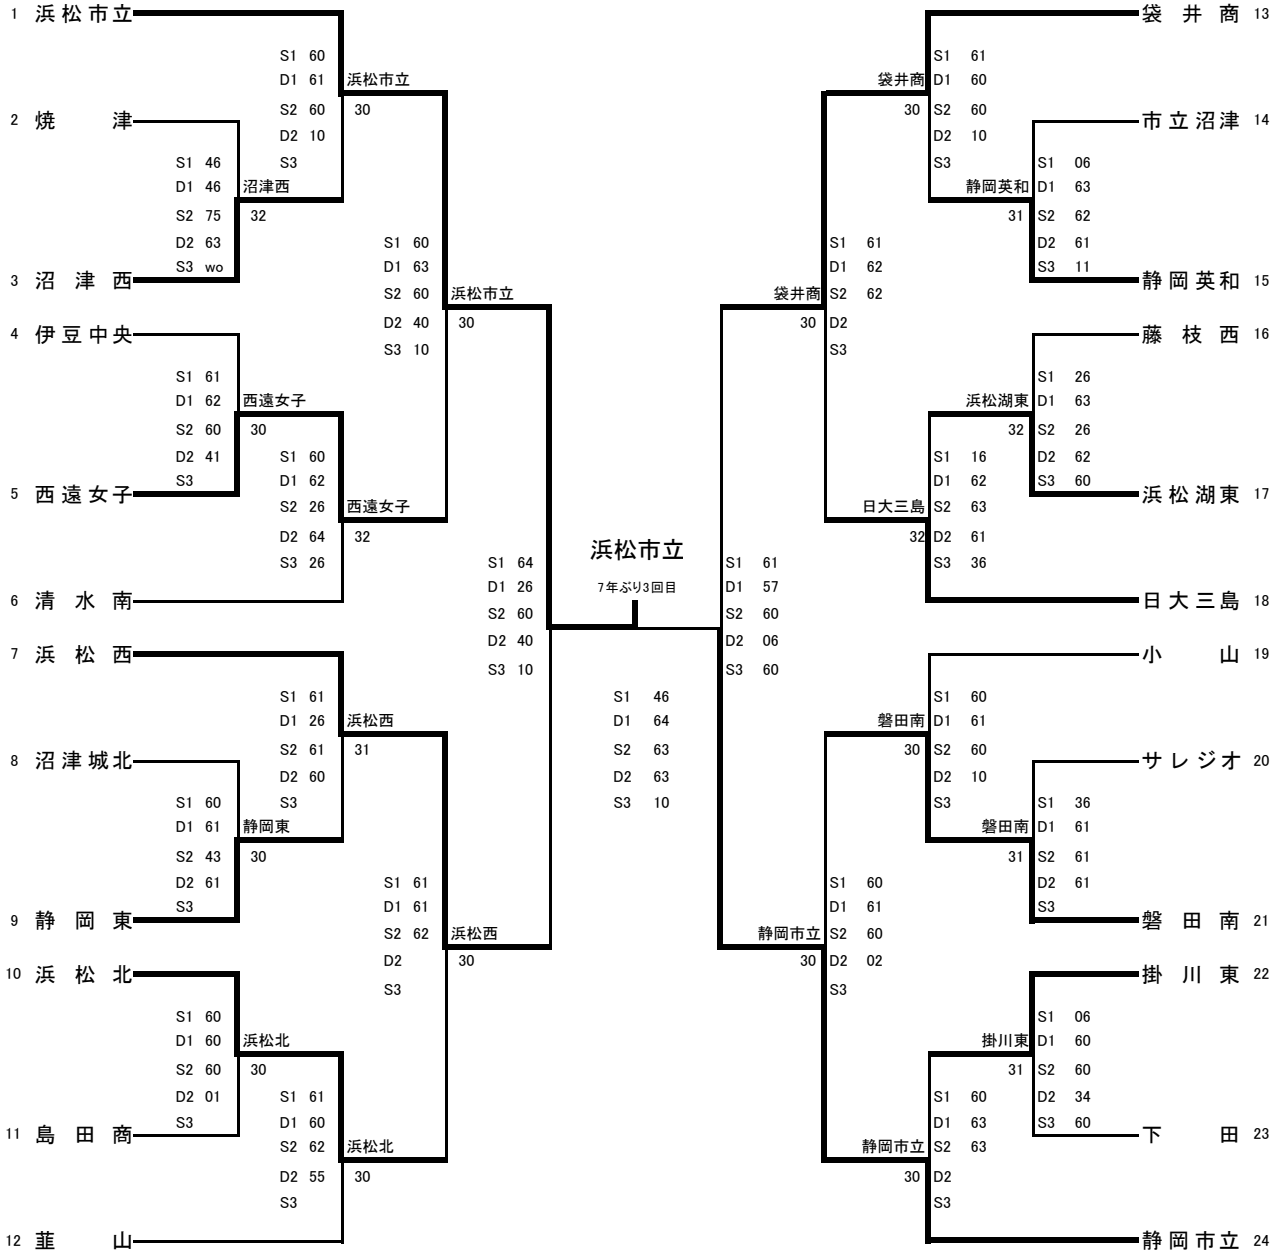 1 浜松市立
S1 60
D1 61
S2 60
D2 10
S3
浜松市立
30
2 焼 津
S1 46
D1 46
S2 75
D2 63
S3 wo
沼津西
32
3 沼 津 西
S1 60
D1 63
S2 60
D2 40
S3 10
浜松市立
30
4 伊豆中央
S1 61
D1 62
S2 60
D2 41
S3
西遠女子
30
5 西遠女子
S1 60
D1 62
S2 26
D2 64
S3 26
西遠女子
32
6 清 水 南
S1 64
D1 26
S2 60
D2 40
S3 10
7 浜 松 西
S1 61
D1 26
S2 61
D2 60
S3
浜松西
31
8 沼津城北
S1 60
D1 61
S2 43
D2 61
S3
静岡東
30
9 静 岡 東
S1 61
D1 61
S2 62
D2
S3
浜松西
30
10 浜 松 北
S1 60
D1 60
S2 60
D2 01
S3
浜松北
30
11 島 田 商
S1 61
D1 60
S2 62
D2 55
S3
浜松北
30
12 韮 山
浜松市立
7年ぶり3回目
S1 46
D1 64
S2 63
D2 63
S3 10
袋 井 商 13
S1 61
D1 60
S2 60
D2 10
S3
袋井商
30
市立沼津 14
S1 06
D1 63
S2 62
D2 61
S3 11
静岡英和
31
静岡英和 15
S1 61
D1 62
S2 62
D2
S3
袋井商
30
藤 枝 西 16
S1 26
D1 63
S2 26
D2 62
S3 60
浜松湖東
32
浜松湖東 17
S1 16
D1 62
S2 63
D2 61
S3 36
日大三島
32
日大三島 18
S1 61
D1 57
S2 60
D2 06
S3 60
小 山 19
S1 60
D1 61
S2 60
D2 10
S3
磐田南
30
サレジオ 20
S1 36
D1 61
S2 61
D2 61
S3
磐田南
31
磐 田 南 21
S1 60
D1 61
S2 60
D2 02
S3
静岡市立
30
掛 川 東 22
S1 06
D1 60
S2 60
D2 34
S3 60
掛川東
31
下 田 23
S1 60
D1 63
S2 63
D2
S3
静岡市立
30
静岡市立 24